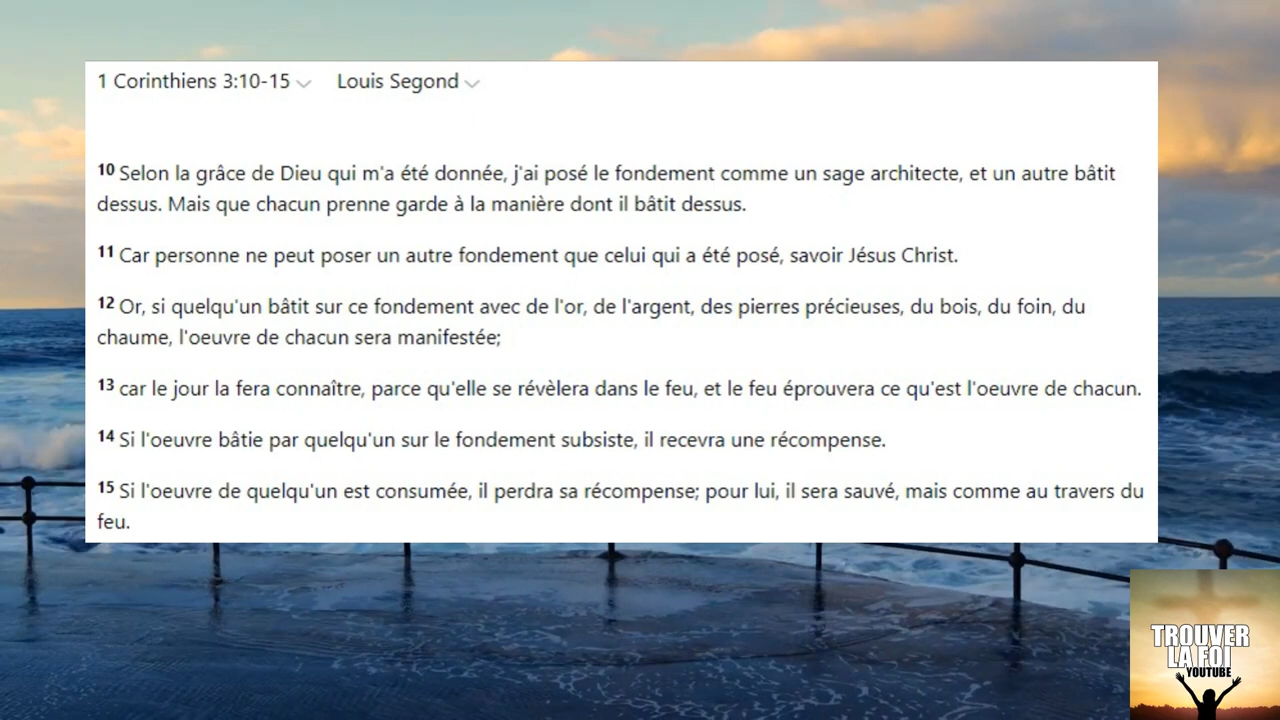 1 Corinthiens 3:10-15 Louis Segond
10 Selon la grâce de Dieu qui m'a été donnée, j'ai posé le fondement comme un sage architecte, et un autre bâtit
dessus. Mais que chacun prenne garde à la manière dont il bâtit dessus.
11 Car personne ne peut poser un autre fondement que celui qui a été posé, savoir Jésus Christ.
12 Or, si quelqu'un bâtit sur ce fondement avec de l'or, de l'argent, des pierres précieuses, du bois, du foin, du
chaume, l'oeuvre de chacun sera manifestée;
13 car le jour la fera connaître, parce qu'elle se révèlera dans le feu, et le feu éprouvera ce qu'est l'oeuvre de chacun.
14 Si l'oeuvre bâtie par quelqu'un sur le fondement subsiste, il recevra une récompense.
15 Si l'oeuvre de quelqu'un est consumée, il perdra sa récompense; pour lui, il sera sauvé, mais comme au travers du
feu.
TROUVER
LA FOI
YOUTUBE